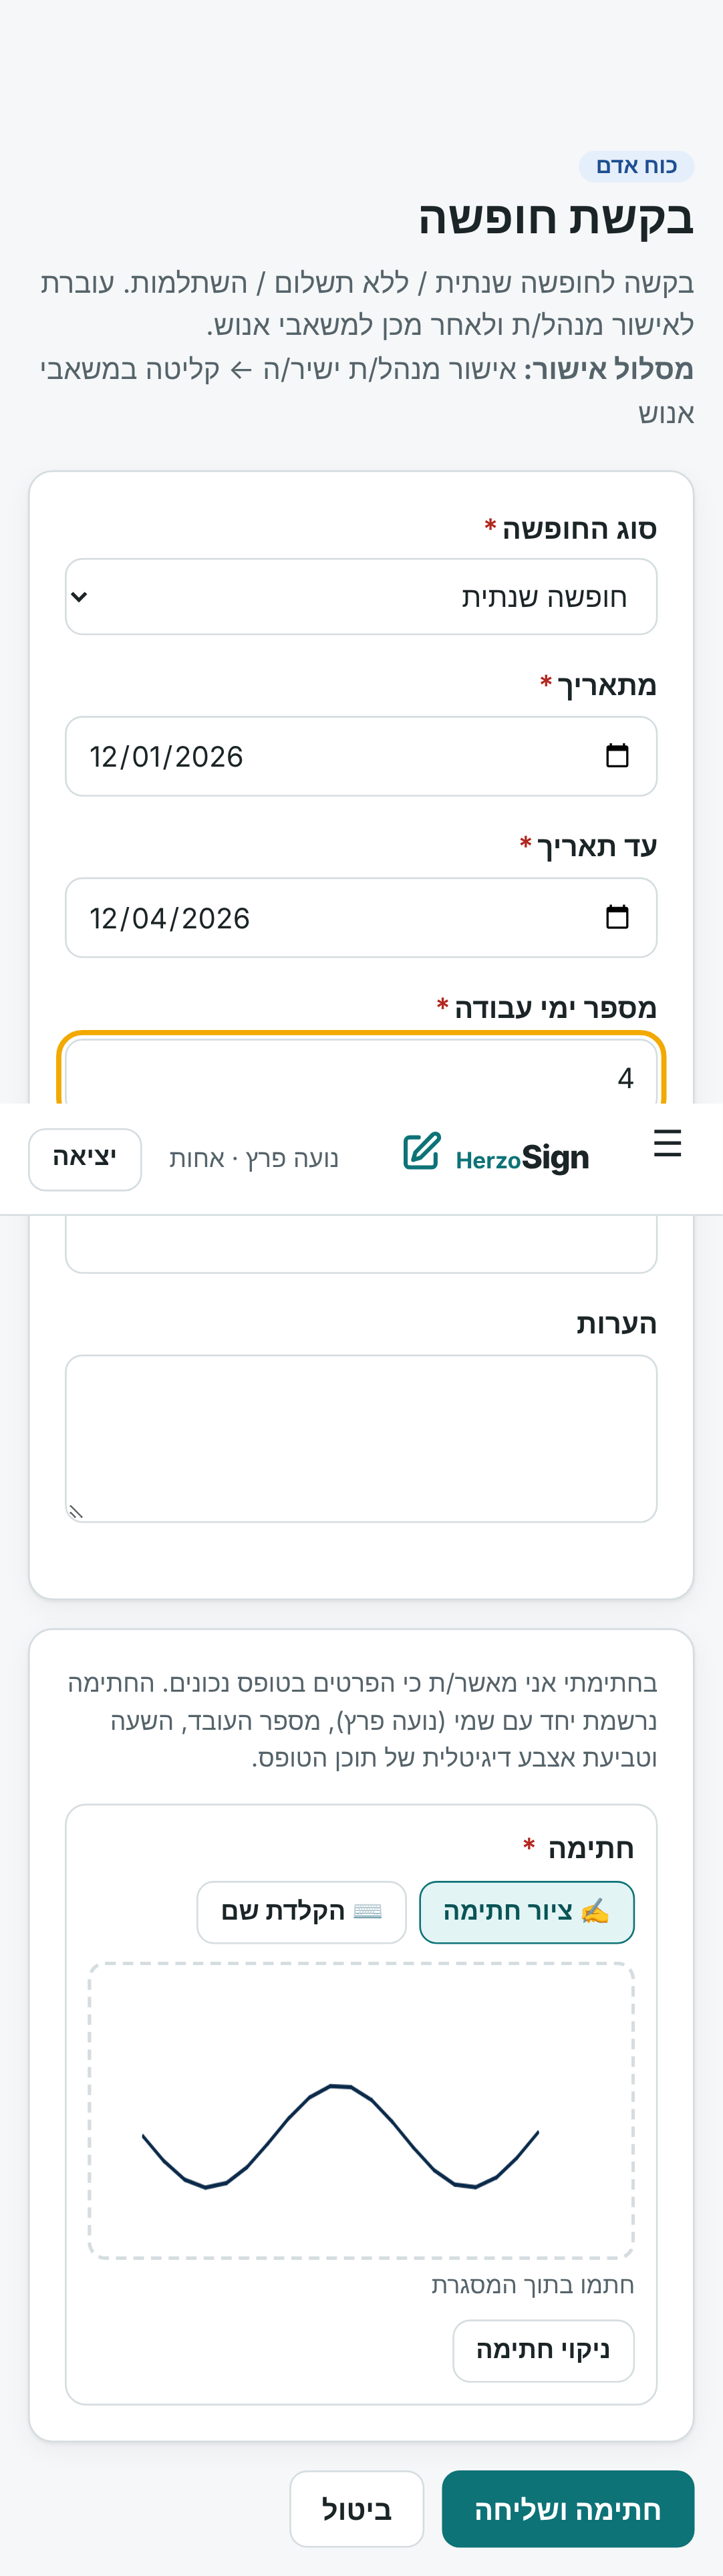 כוח אדם
בקשת חופשה
בקשה לחופשה שנתית / ללא תשלום / השתלמות. עוברת
לאישור מנהל/ת ולאחר מכן למשאבי אנוש.
מסלול אישור: אישור מנהל/ת ישיר/ה ← קליטה במשאבי
אנוש
סוג החופשה *
חופשה שנתית
מתאריך *
12/01/2026
עד תאריך *
12/04/2026
מספר ימי עבודה *
4
☰ HerzoSign נועה פרץ · אחות יציאה
הערות
בחתימתי אני מאשר/ת כי הפרטים בטופס נכונים. החתימה
נרשמת יחד עם שמי (נועה פרץ), מספר העובד, השעה
וטביעת אצבע דיגיטלית של תוכן הטופס.
חתימה *
✍️ ציור חתימה ⌨️ הקלדת שם
חתמו בתוך המסגרת
ניקוי חתימה
חתימה ושליחה ביטול